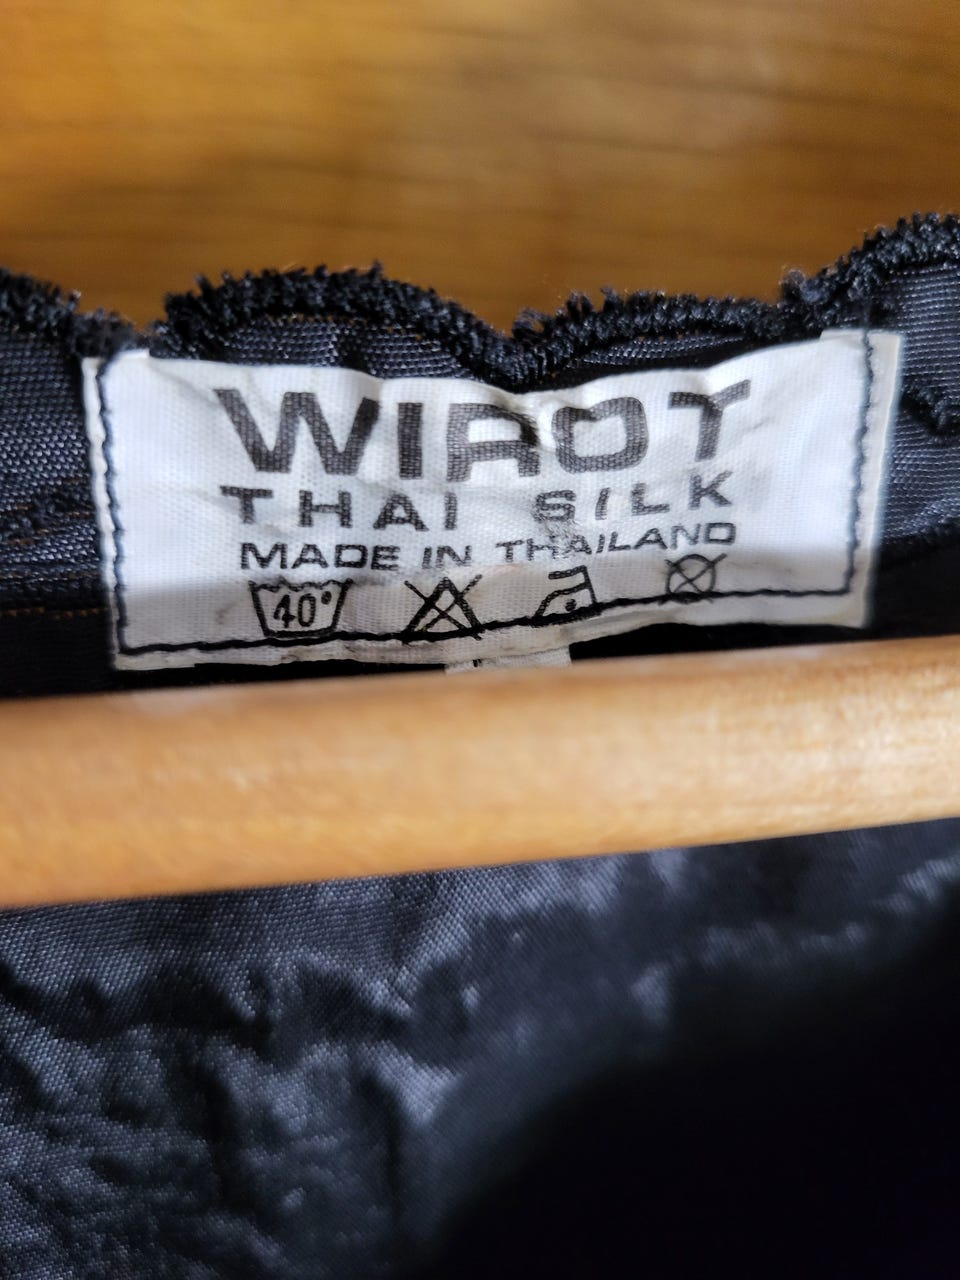 WIROT
THAI SILK
MADE IN THAILAND
40°